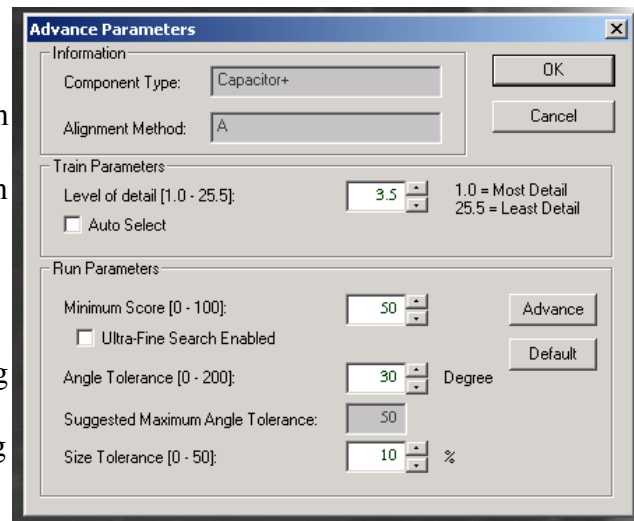 Advance Parameters
Information
Component Type: Capacitor+
Alignment Method: A
OK
Cancel
n
n
Train Parameters
Level of detail [1.0 - 25.5]: 3.5
1.0 = Most Detail
25.5 = Least Detail
Auto Select
Run Parameters
Minimum Score [0 - 100]: 50
Advance
Ultra-Fine Search Enabled
Default
g
Angle Tolerance [0 - 200]: 30 Degree
Suggested Maximum Angle Tolerance: 50
g
Size Tolerance [0 - 50]: 10 %